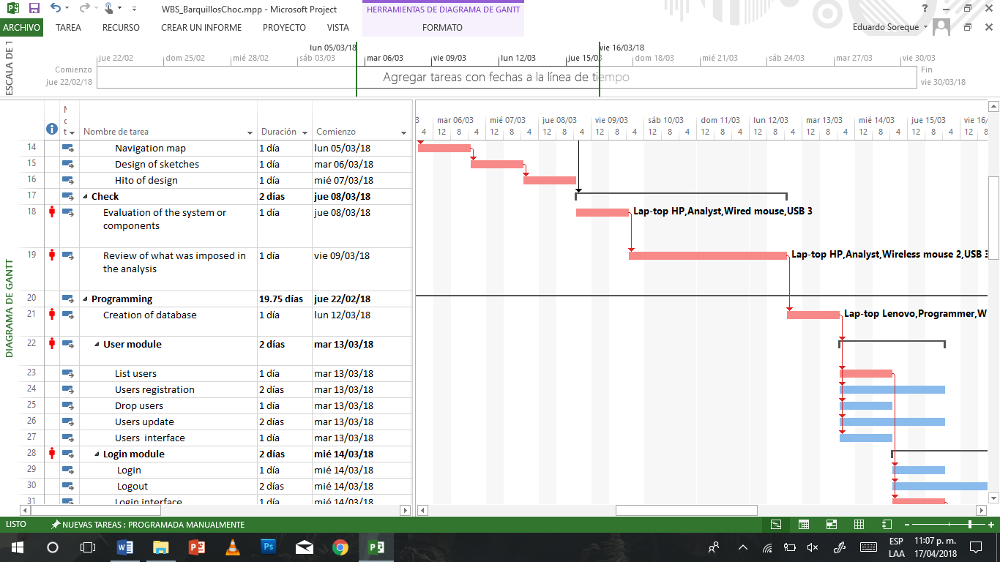 WBS_BarquillosChoc.mpp - Microsoft Project
HERRAMIENTAS DE DIAGRAMA DE GANTT
?
ARCHIVO TAREA RECURSO CREAR UN INFORME PROYECTO VISTA FORMATO Eduardo Soreque
ESCALA DE T
lun 05/03/18 vie 16/03/18
jue 22/02 dom 25/02 mié 28/02 sáb 03/03 mar 06/03 vie 09/03 lun 12/03 jue 15/03 dom 18/03 mié 21/03 sáb 24/03 mar 27/03 vie 30/03
Comienzo Fin
jue 22/02/18 Agregar tareas con fechas a la línea de tiempo vie 30/03/18
3 mar 06/03 mié 07/03 jue 08/03 vie 09/03 sáb 10/03 dom 11/03 lun 12/03 mar 13/03 mié 14/03 jue 15/03 vie 16/
Nombre de tarea Duración Comienzo
4 12 8 4 12 8 4 12 8 4 12 8 4 12 8 4 12 8 4 12 8 4 12 8 4 12 8 4 12 8 4 12 8
DIAGRAMA DE GANTT
14 Navigation map 1 día lun 05/03/18
15 Design of sketches 1 día mar 06/03/18
16 Hito of design 1 día mié 07/03/18
17 Check 2 días jue 08/03/18
18 Evaluation of the system or 1 día jue 08/03/18 Lap-top HP,Analyst,Wired mouse,USB 3
components
19 Review of what was imposed in 1 día vie 09/03/18 Lap-top HP,Analyst,Wireless mouse 2,USB 3
the analysis
20 Programming 19.75 días jue 22/02/18
21 Creation of database 1 día lun 12/03/18 Lap-top Lenovo,Programmer,W
22 User module 2 días mar 13/03/18
23 List users 1 día mar 13/03/18
24 Users registration 2 días mar 13/03/18
25 Drop users 1 día mar 13/03/18
26 Users update 2 días mar 13/03/18
27 Users interface 1 día mar 13/03/18
28 Login module 2 días mié 14/03/18
29 Login 1 día mié 14/03/18
30 Logout 2 días mié 14/03/18
31 Login interface 1 día mié 14/03/18
LISTO NUEVAS TAREAS : PROGRAMADA MANUALMENTE
ESP 11:07 p. m.
LAA 17/04/2018